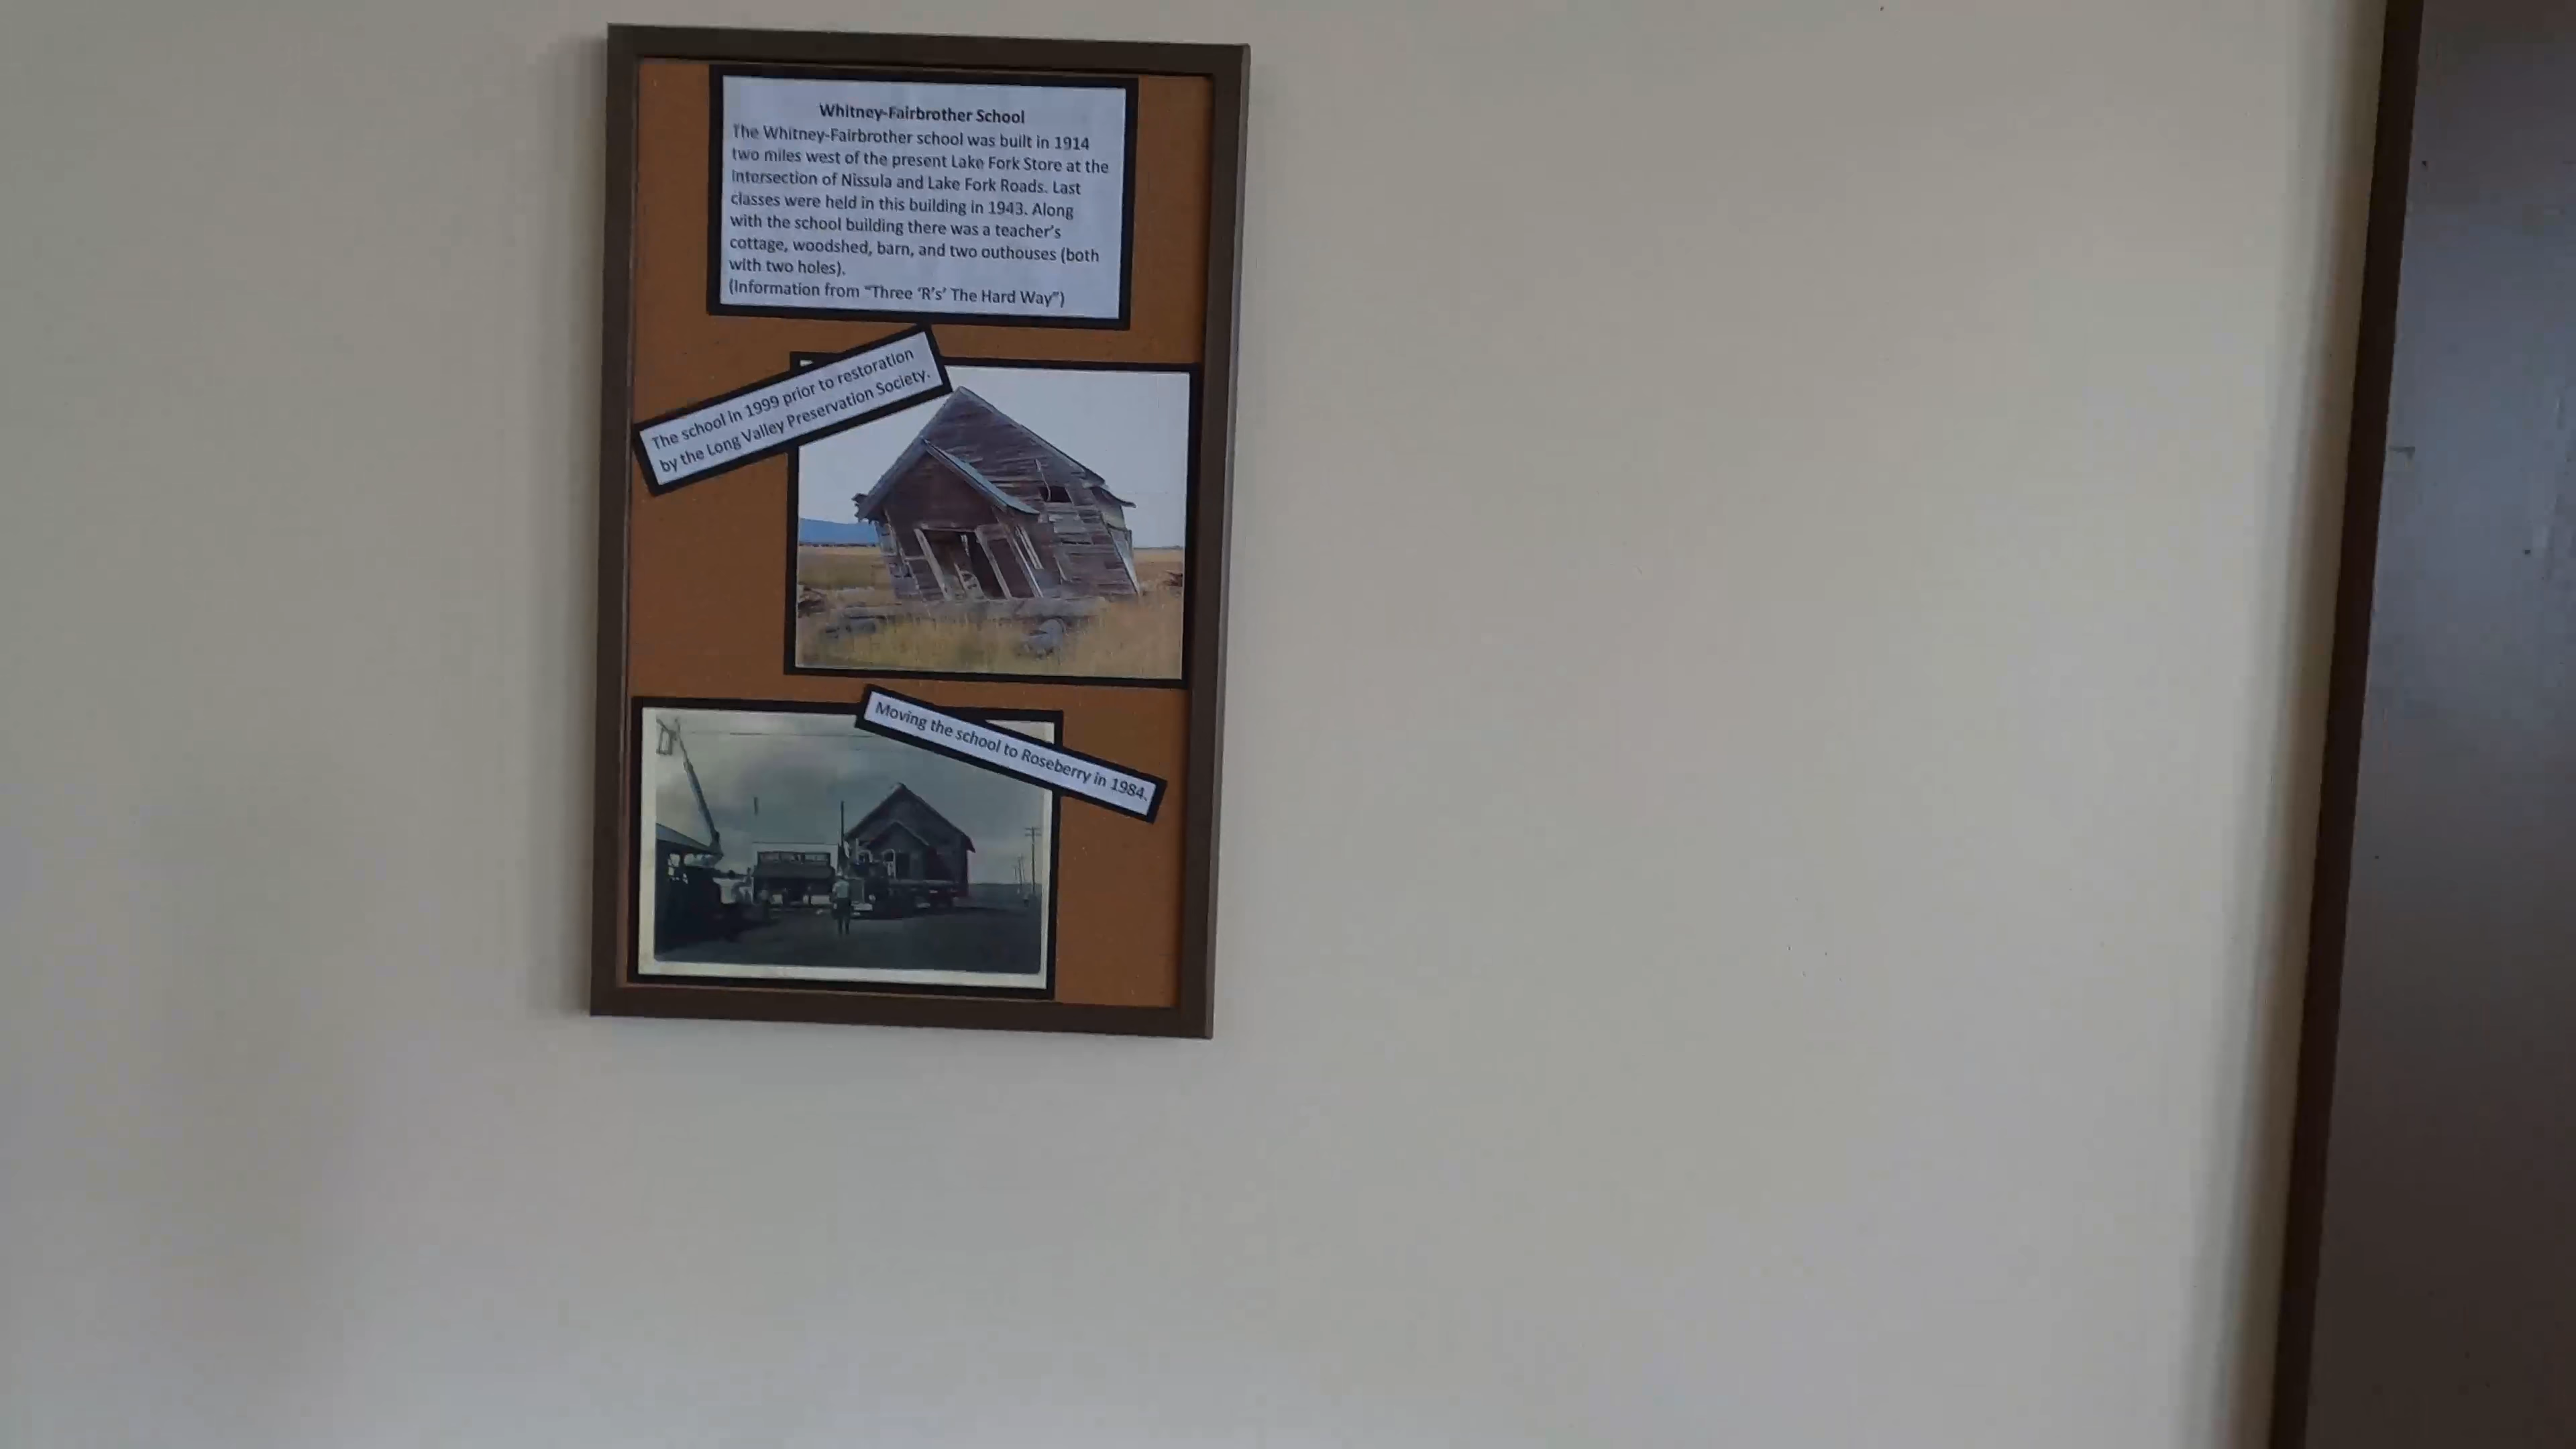 Whitney-Fairbrother School
The Whitney-Fairbrother school was built in 1914
two miles west of the present Lake Fork Store at the
Intersection of Nissula and Lake Fork Roads. Last
classes were held in this building in 1943. Along
with the school building there was a teacher's
cottage, woodshed, barn, and two outhouses (both
with two holes).
(Information from "Three 'R's' The Hard Way")
The school in 1999 prior to restoration
by the Long Valley Preservation Society.
Moving the school to Roseberry in 1984.